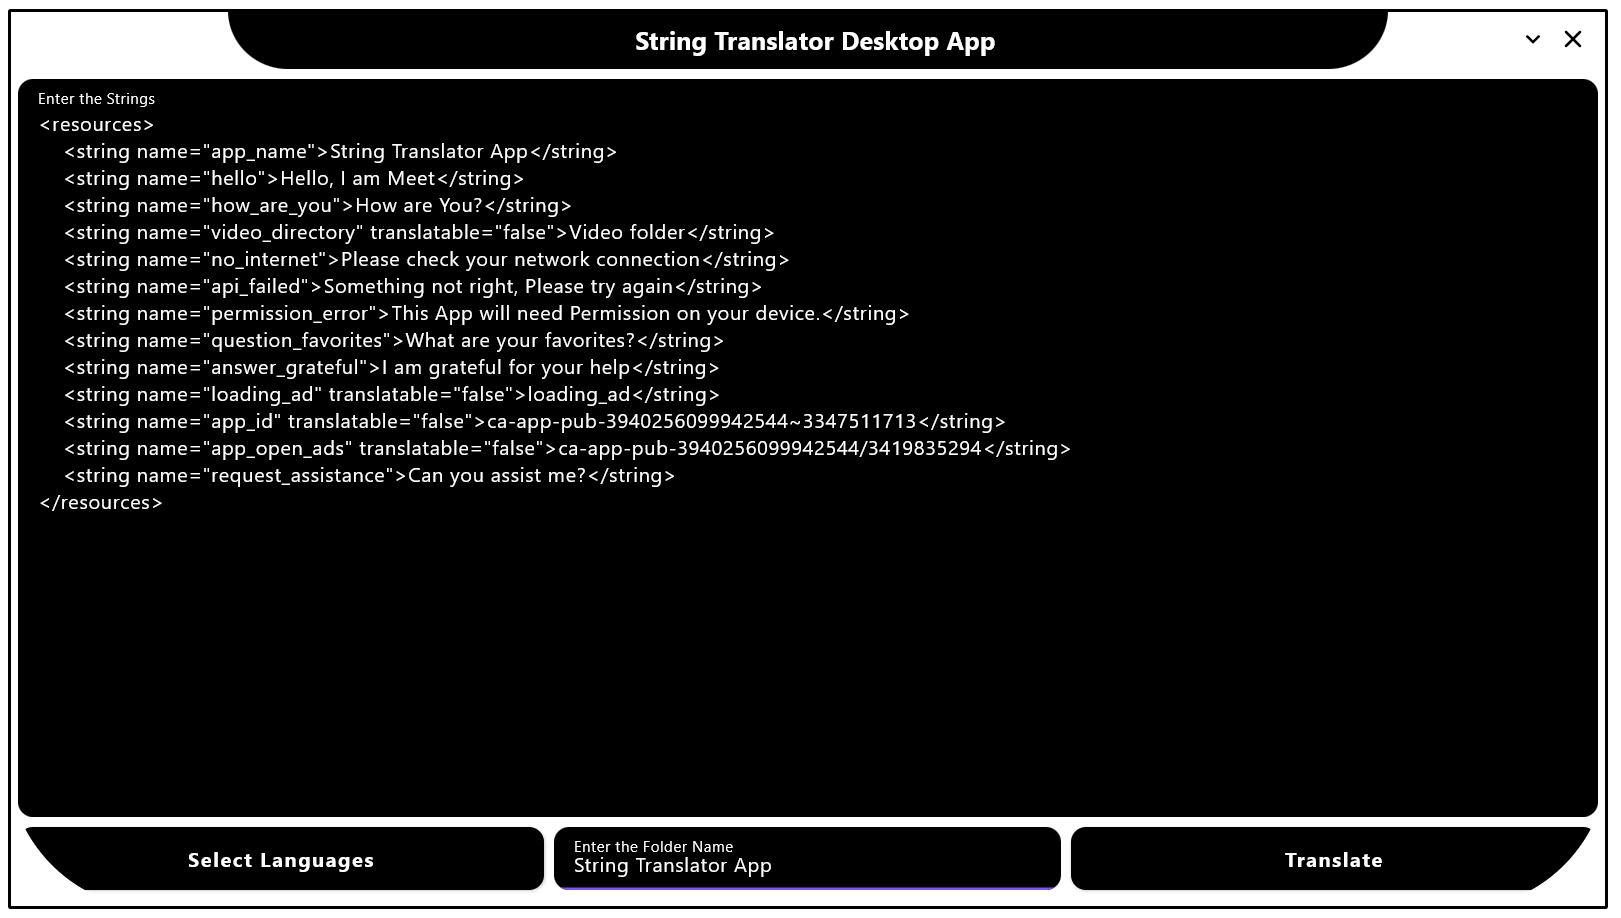 String Translator Desktop App
Enter the Strings
<resources>
    <string name="app_name">String Translator App</string>
    <string name="hello">Hello, I am Meet</string>
    <string name="how_are_you">How are You?</string>
    <string name="video_directory" translatable="false">Video folder</string>
    <string name="no_internet">Please check your network connection</string>
    <string name="api_failed">Something not right, Please try again</string>
    <string name="permission_error">This App will need Permission on your device.</string>
    <string name="question_favorites">What are your favorites?</string>
    <string name="answer_grateful">I am grateful for your help</string>
    <string name="loading_ad" translatable="false">loading_ad</string>
    <string name="app_id" translatable="false">ca-app-pub-3940256099942544~3347511713</string>
    <string name="app_open_ads" translatable="false">ca-app-pub-3940256099942544/3419835294</string>
    <string name="request_assistance">Can you assist me?</string>
</resources>
Select Languages
Enter the Folder Name
String Translator App
Translate